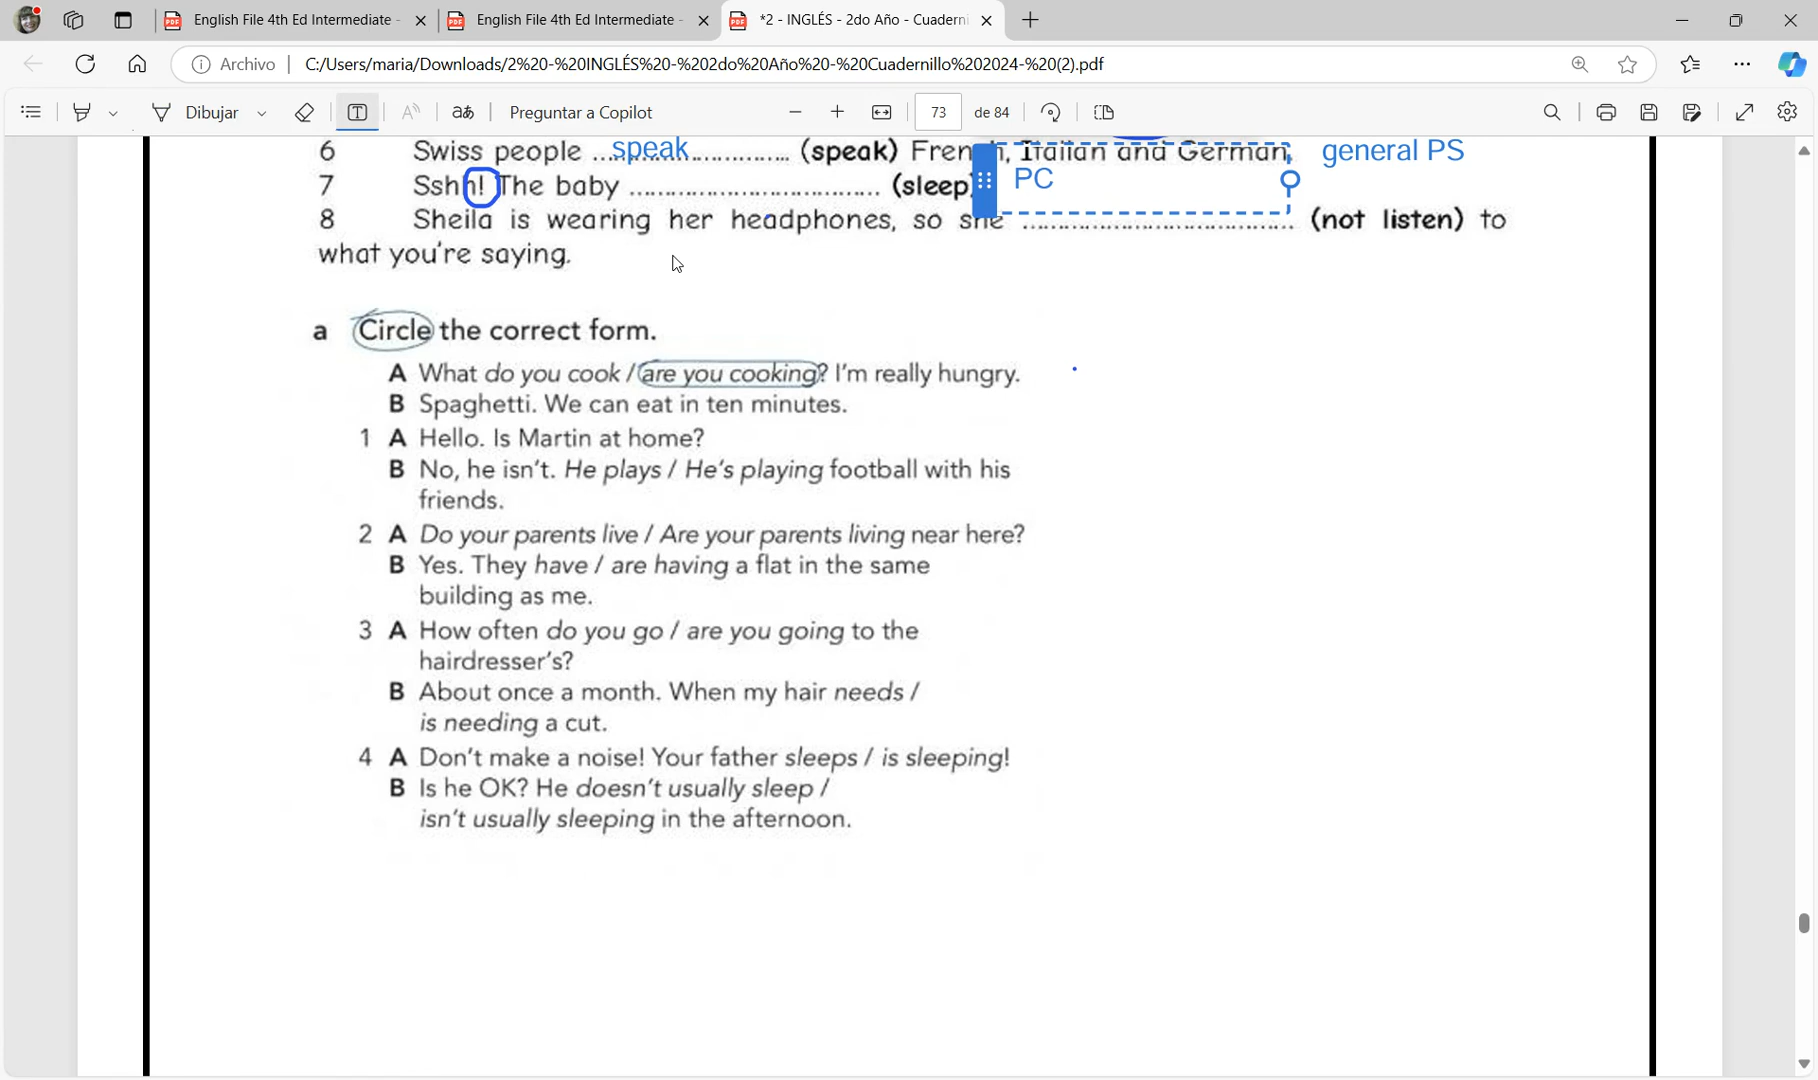 English File 4th Ed Intermediate -
English File 4th Ed Intermediate -
*2 - INGLÉS - 2do Año - Cuaderni
Archivo
C:/Users/maria/Downloads/2%20-%20INGLÉS%20-%202do%20Año%20-%20Cuadernillo%202024-%20(2).pdf
Dibujar
aあ
Preguntar a Copilot
73 de 84
6 Swiss people ...speak... (speak) French, Italian and German. general PS
7 Sshh! The baby ........................ (sleep) PC
8 Sheila is wearing her headphones, so she ........................ (not listen) to
what you're saying.
a Circle the correct form.
A What do you cook / are you cooking? I'm really hungry.
B Spaghetti. We can eat in ten minutes.
1 A Hello. Is Martin at home?
B No, he isn't. He plays / He's playing football with his
friends.
2 A Do your parents live / Are your parents living near here?
B Yes. They have / are having a flat in the same
building as me.
3 A How often do you go / are you going to the
hairdresser's?
B About once a month. When my hair needs /
is needing a cut.
4 A Don't make a noise! Your father sleeps / is sleeping!
B Is he OK? He doesn't usually sleep /
isn't usually sleeping in the afternoon.